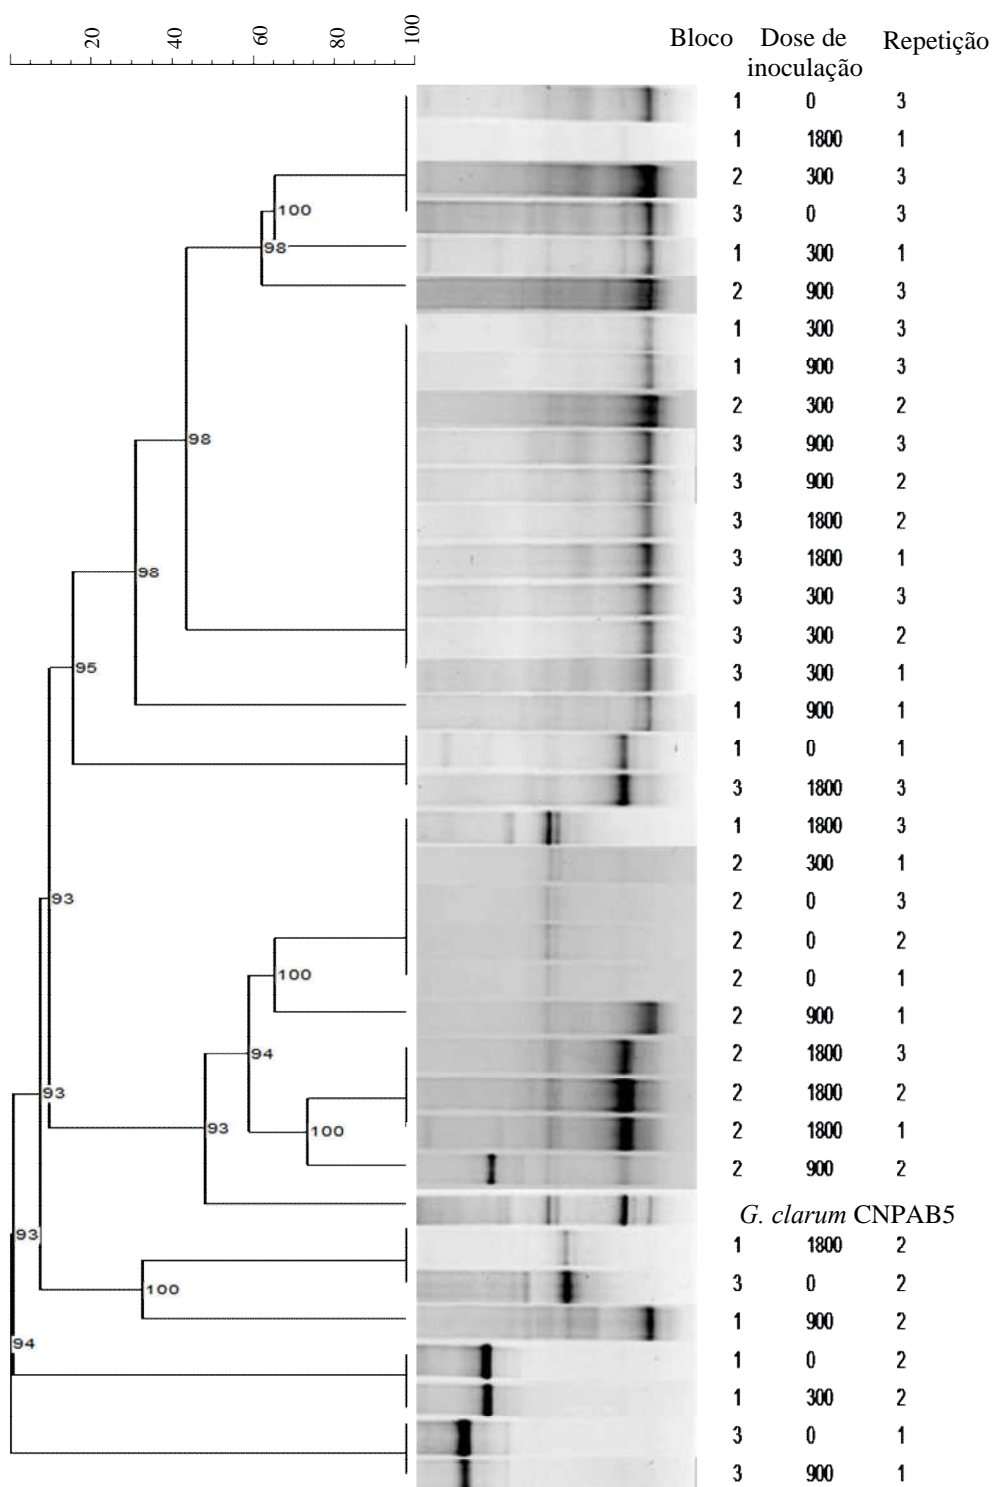 20 40 60 80 100
Bloco Dose de inoculação Repetição
1 0 3
1 1800 1
2 300 3
3 0 3
100
1 300 1
98
2 900 3
1 300 3
1 900 3
2 300 2
3 900 3
98
3 900 2
3 1800 2
3 1800 1
98
3 300 3
3 300 2
3 300 1
95
1 900 1
1 0 1
3 1800 3
1 1800 3
2 300 1
2 0 3
93
2 0 2
2 0 1
100
2 900 1
2 1800 3
94
2 1800 2
93
2 1800 1
93 100
2 900 2
G. clarum CNPAB5
93
1 1800 2
3 0 2
100
1 900 2
94
1 0 2
1 300 2
3 0 1
3 900 1